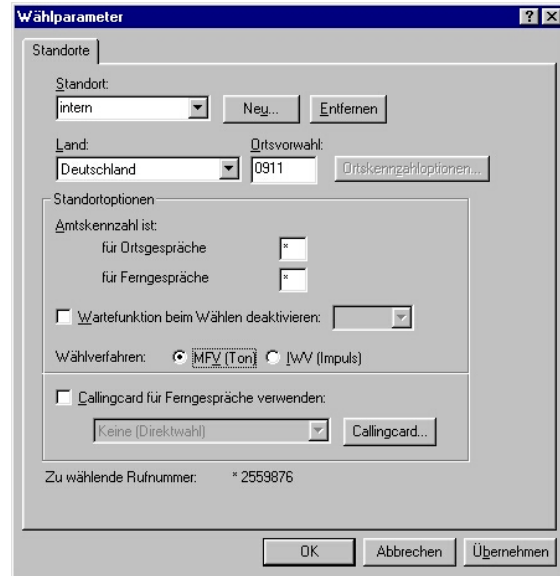 Wählparameter
Standorte
Standort:
intern
Neu...
Entfernen
Land:
Ortsvorwahl:
Deutschland
0911
Ortskennzahloptionen...
Standortoptionen
Amtskennzahl ist:
für Ortsgespräche *
für Ferngespräche *
Wartefunktion beim Wählen deaktivieren:
Wählverfahren: MFV (Ton) IWV (Impuls)
Callingcard für Ferngespräche verwenden:
Keine (Direktwahl) Callingcard...
Zu wählende Rufnummer: * 2559876
OK Abbrechen Übernehmen